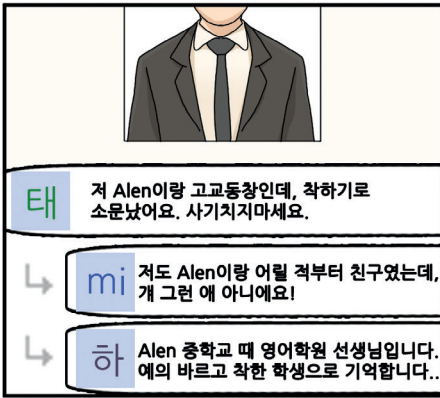 태
저 Alen이랑 고교동창인데, 착하기로
소문났어요. 사기치지마세요.
mi
저도 Alen이랑 어릴 적부터 친구였는데,
걔 그런 애 아니에요!
하
Alen 중학교 때 영어학원 선생님입니다.
예의 바르고 착한 학생으로 기억합니다..